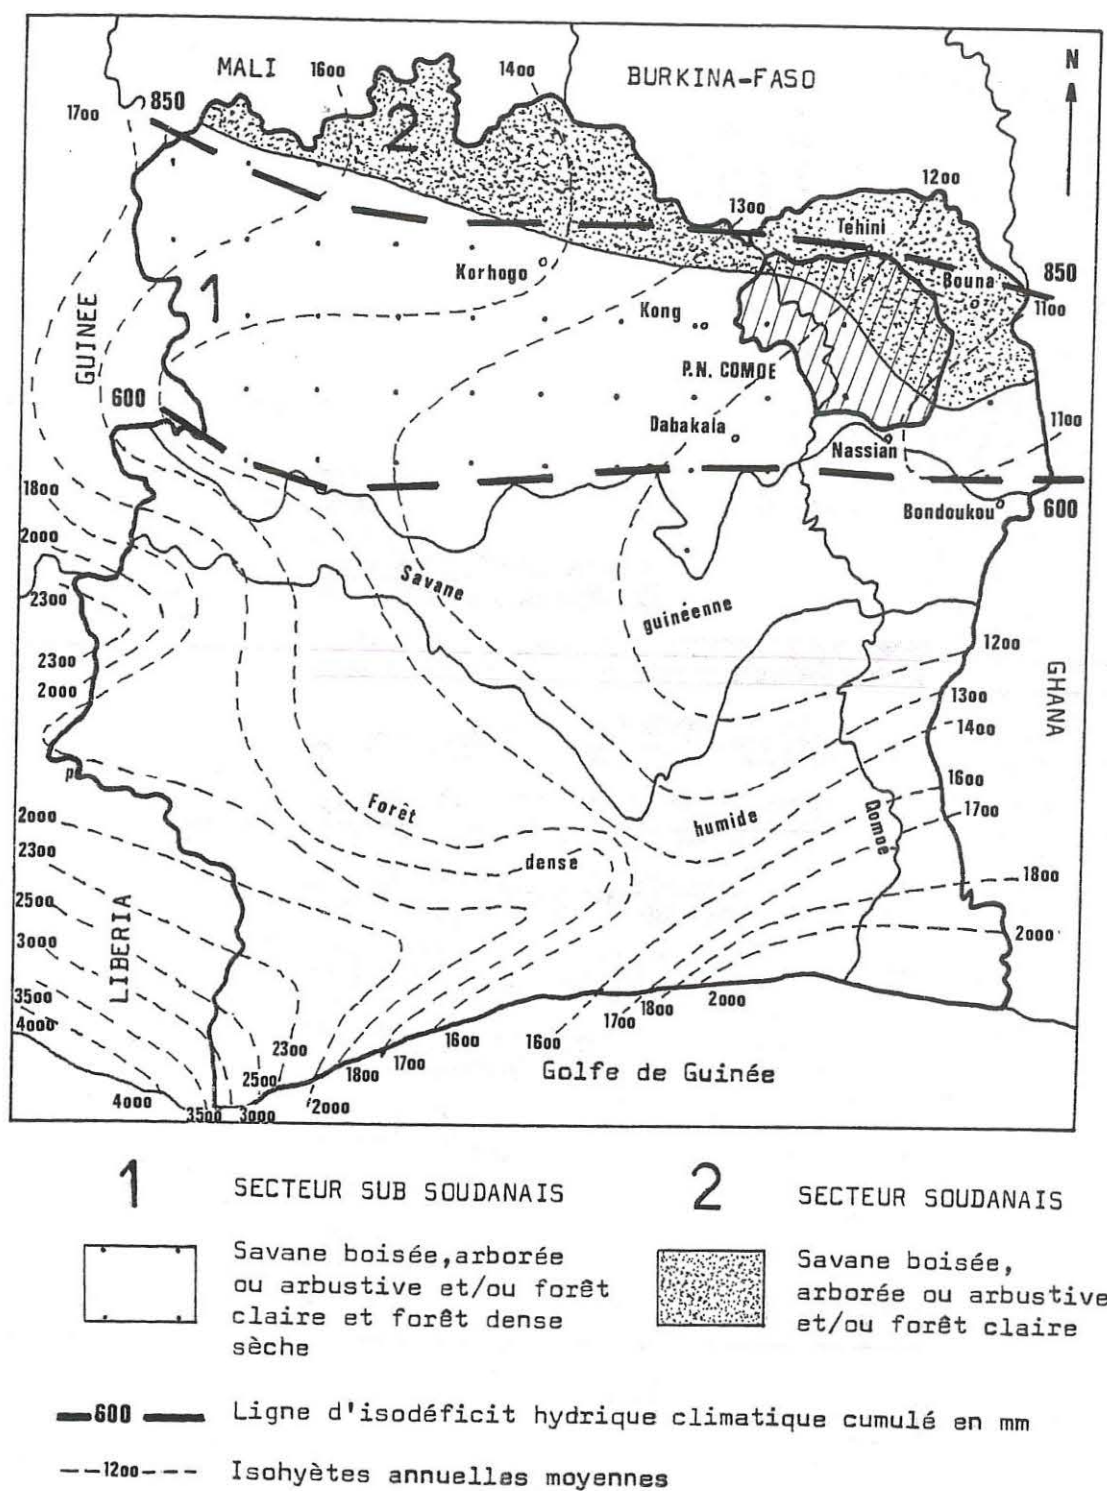 MALI
BURKINA-FASO
N
1700
850
1600
1400
2
1200
1300
Tehini
850
Bouna
1100
Korhogo
1
GUINEE
Kong
P.N. COMOE
600
Dabakala
Nassian
1100
Bondoukou
600
1800
2000
2300
Savane
guinéenne
2300
2000
1200
GHANA
1300
1400
1600
1700
Forêt
humide
dense
2000
2300
2500
3000
3500
4000
LIBERIA
1800
2000
2000
1800
1700
1600
1600
1700
1800
2000
2300
2500
3000
3500
4000
Golfe de Guinée
1 SECTEUR SUB SOUDANAIS
Savane boisée,arborée
ou arbustive et/ou forêt
claire et forêt dense
sèche
2 SECTEUR SOUDANAIS
Savane boisée,
arborée ou arbustive
et/ou forêt claire
600 Ligne d'isodéficit hydrique climatique cumulé en mm
1200 Isohyètes annuelles moyennes